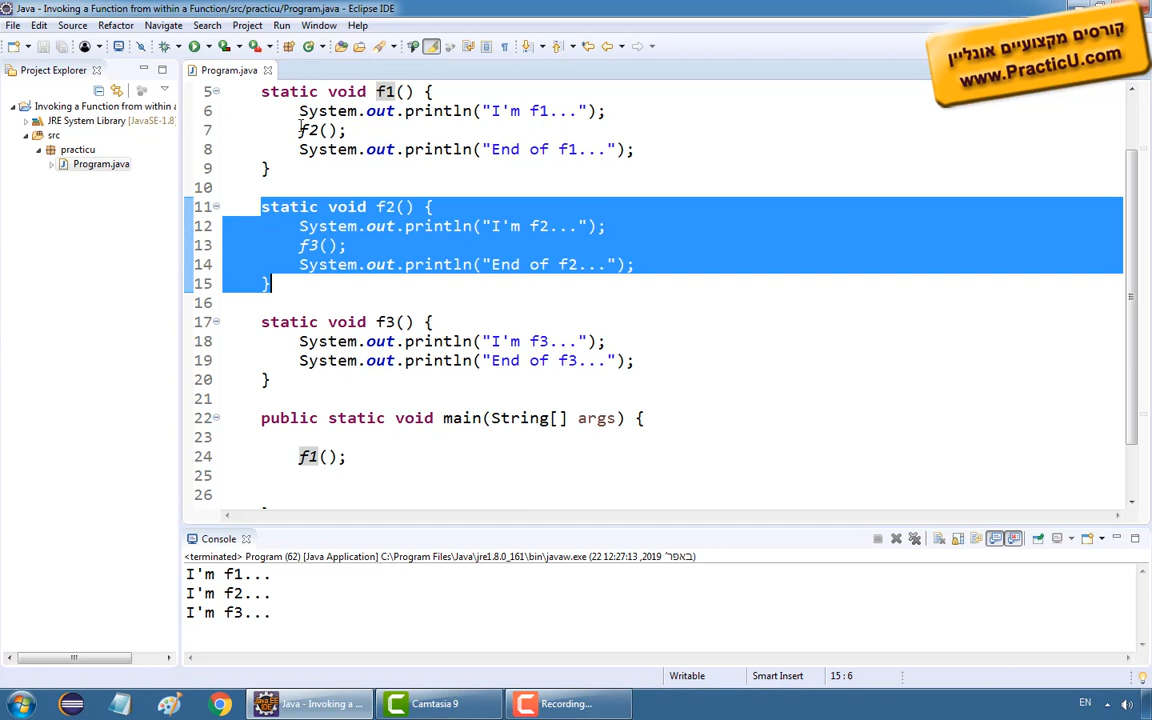 Java - Invoking a Function from within a Function/src/practicu/Program.java - Eclipse IDE
File Edit Source Refactor Navigate Search Project Run Window Help
קורסים מקצועיים אונליין
www.PracticU.com
Project Explorer
Program.java
Invoking a Function from within
JRE System Library [JavaSE-1.8]
src
practicu
Program.java
5 static void f1() {
6 System.out.println("I'm f1...");
7 f2();
8 System.out.println("End of f1...");
9 }
10
11 static void f2() {
12 System.out.println("I'm f2...");
13 f3();
14 System.out.println("End of f2...");
15 }
16
17 static void f3() {
18 System.out.println("I'm f3...");
19 System.out.println("End of f3...");
20 }
21
22 public static void main(String[] args) {
23
24 f1();
25
26
Console
<terminated> Program (62) [Java Application] C:\Program Files\Java\jre1.8.0_161\bin\javaw.exe (22 באפר׳ 2019, 12:27:13)
I'm f1...
I'm f2...
I'm f3...
Writable Smart Insert 15 : 6
Java - Invoking a ... Camtasia 9 Recording... EN